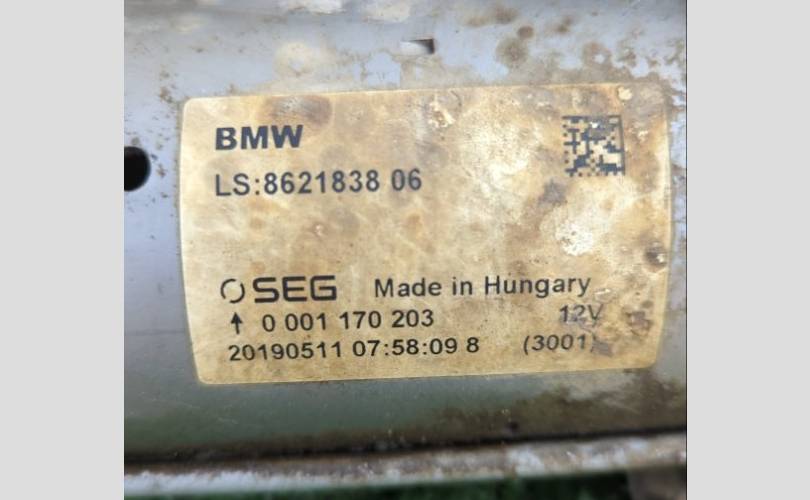 BMW
LS:8621838 06
SEG Made in Hungary
↑ 0 001 170 203 12V
20190511 07:58:09 8 (3001)